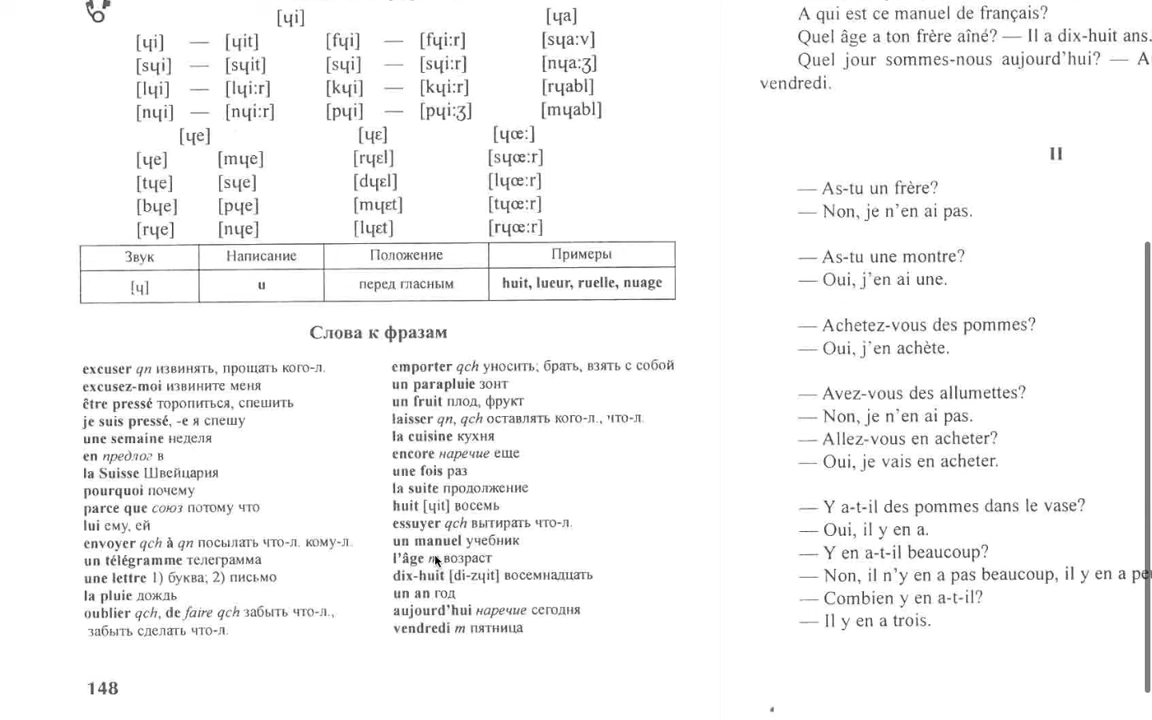 [ɥi] [ɥa]
[ɥi] — [ɥit] [fɥi] — [fɥi:r] [sɥa:v]
[sɥi] — [sɥit] [sɥi] — [sɥi:r] [nɥa:ʒ]
[lɥi] — [lɥi:r] [kɥi] — [kɥi:r] [rɥabl]
[nɥi] — [nɥi:r] [pɥi] — [pɥi:ʒ] [mɥabl]
[ɥe] [ɥɛ] [ɥœ:]
[ɥe] [mɥe] [rɥɛl] [sɥœ:r]
[tɥe] [sɥe] [dɥɛl] [lɥœ:r]
[bɥe] [pɥe] [mɥɛt] [tɥœ:r]
[rɥe] [nɥe] [lɥɛt] [rɥœ:r]
Звук Написание Положение Примеры
[ɥ] u перед гласным huit, lueur, ruelle, nuage
Слова к фразам
excuser qn извинять, прощать кого-л.
excusez-moi извините меня
être pressé торопиться, спешить
je suis pressé, -e я спешу
une semaine неделя
en предлог в
la Suisse Швейцария
pourquoi почему
parce que союз потому что
lui ему, ей
envoyer qch à qn посылать что-л. кому-л.
un télégramme телеграмма
une lettre 1) буква; 2) письмо
la pluie дождь
oublier qch, de faire qch забыть что-л.,
забыть сделать что-л.
emporter qch уносить; брать, взять с собой
un parapluie зонт
un fruit плод, фрукт
laisser qn, qch оставлять кого-л., что-л.
la cuisine кухня
encore наречие еще
une fois раз
la suite продолжение
huit [ɥit] восемь
essuyer qch вытирать что-л.
un manuel учебник
l'âge возраст
dix-huit [di-zɥit] восемнадцать
un an год
aujourd'hui наречие сегодня
vendredi m пятница
148
A qui est ce manuel de français?
Quel âge a ton frère aîné? — Il a dix-huit ans.
Quel jour sommes-nous aujourd'hui? — A
vendredi.
II
— As-tu un frère?
— Non, je n'en ai pas.
— As-tu une montre?
— Oui, j'en ai une.
— Achetez-vous des pommes?
— Oui, j'en achète.
— Avez-vous des allumettes?
— Non, je n'en ai pas.
— Allez-vous en acheter?
— Oui, je vais en acheter.
— Y a-t-il des pommes dans le vase?
— Oui, il y en a.
— Y en a-t-il beaucoup?
— Non, il n'y en a pas beaucoup, il y en a
— Combien y en a-t-il?
— Il y en a trois.